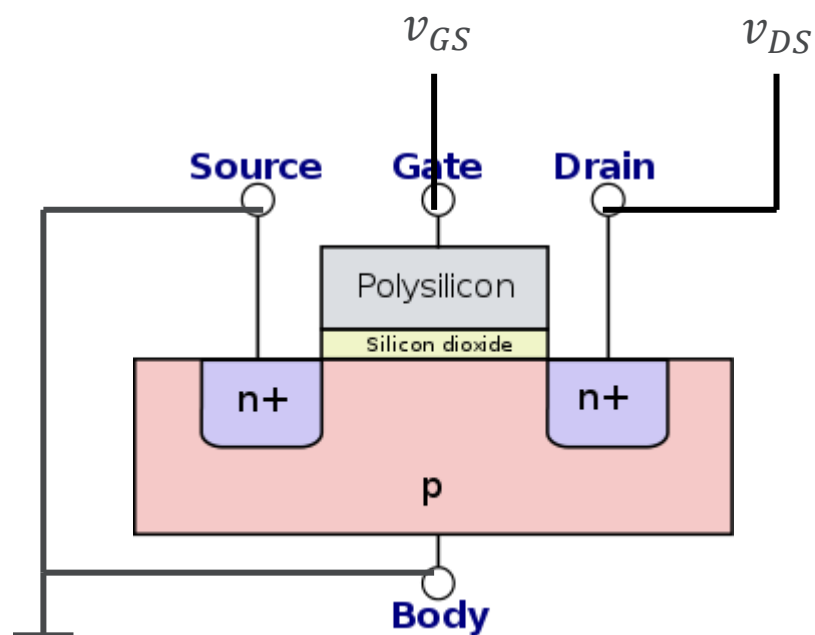 v_GS v_DS
Source Gate Drain
Polysilicon
Silicon dioxide
n+ n+
p
Body